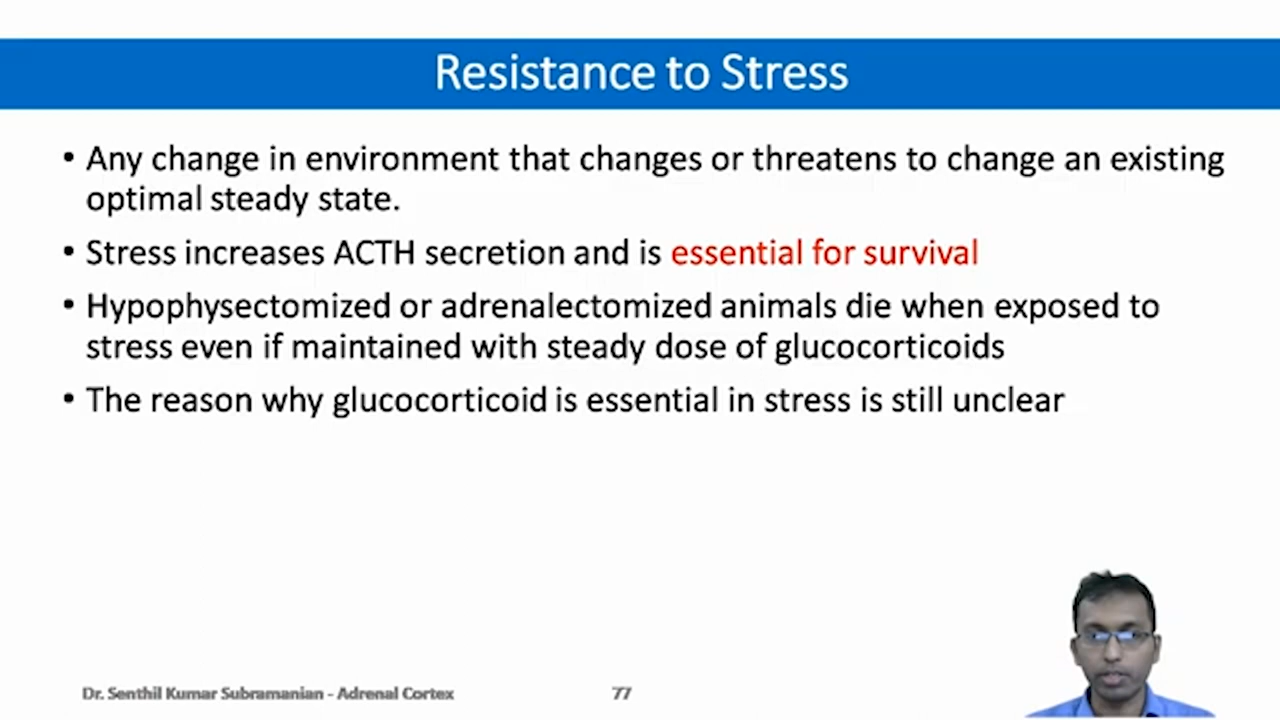 Resistance to Stress
• Any change in environment that changes or threatens to change an existing
optimal steady state.
• Stress increases ACTH secretion and is essential for survival
• Hypophysectomized or adrenalectomized animals die when exposed to
stress even if maintained with steady dose of glucocorticoids
• The reason why glucocorticoid is essential in stress is still unclear
Dr. Senthil Kumar Subramanian - Adrenal Cortex 77